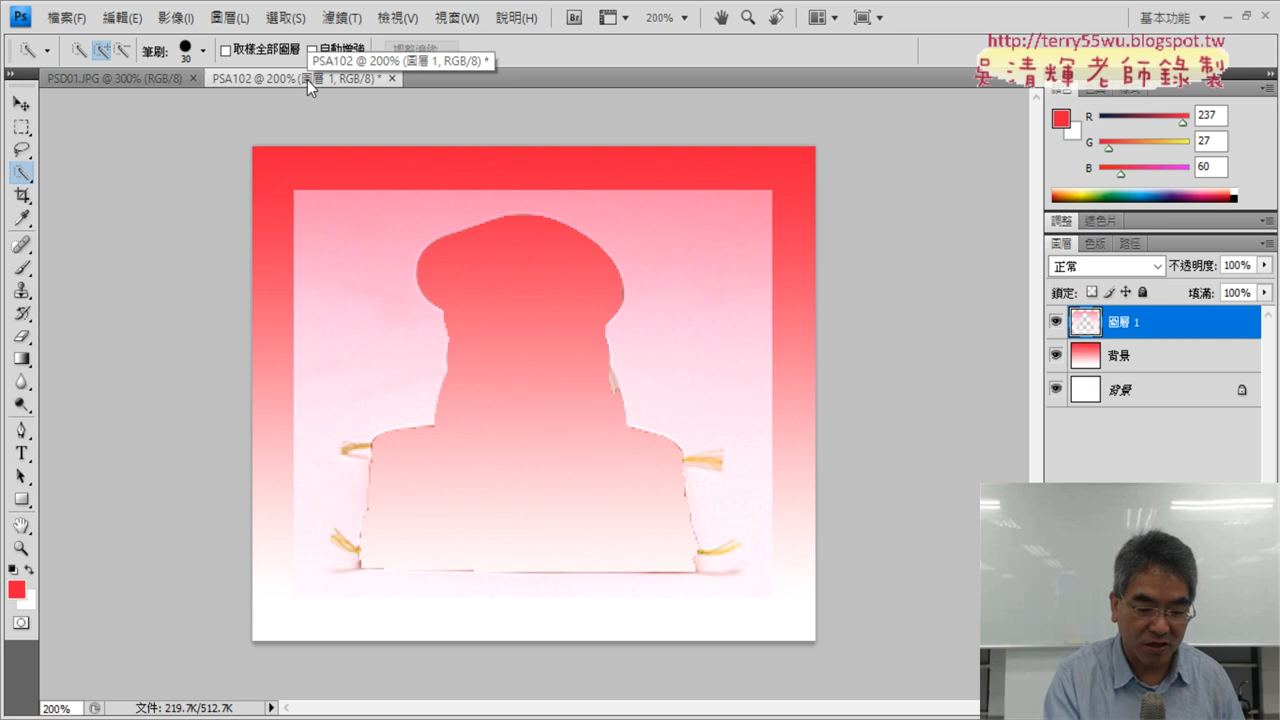 Ps 檔案(F) 編輯(E) 影像(I) 圖層(L) 選取(S) 濾鏡(T) 檢視(V) 視窗(W) 說明(H) Br 200% 基本功能
筆刷: 30 取樣全部圖層 自動增強 調整邊緣
http://terry55wu.blogspot.tw
吳清輝老師錄製
PSA102 @ 200% (圖層 1, RGB/8) *
PSD01.JPG @ 300% (RGB/8) × PSA102 @ 200% (圖層 1, RGB/8) * ×
R 237
G 27
B 60
調整 遮色片
圖層 色版 路徑
正常 不透明度: 100%
鎖定: 填滿: 100%
圖層 1
背景
背景
T
200% 文件: 219.7K/512.7K